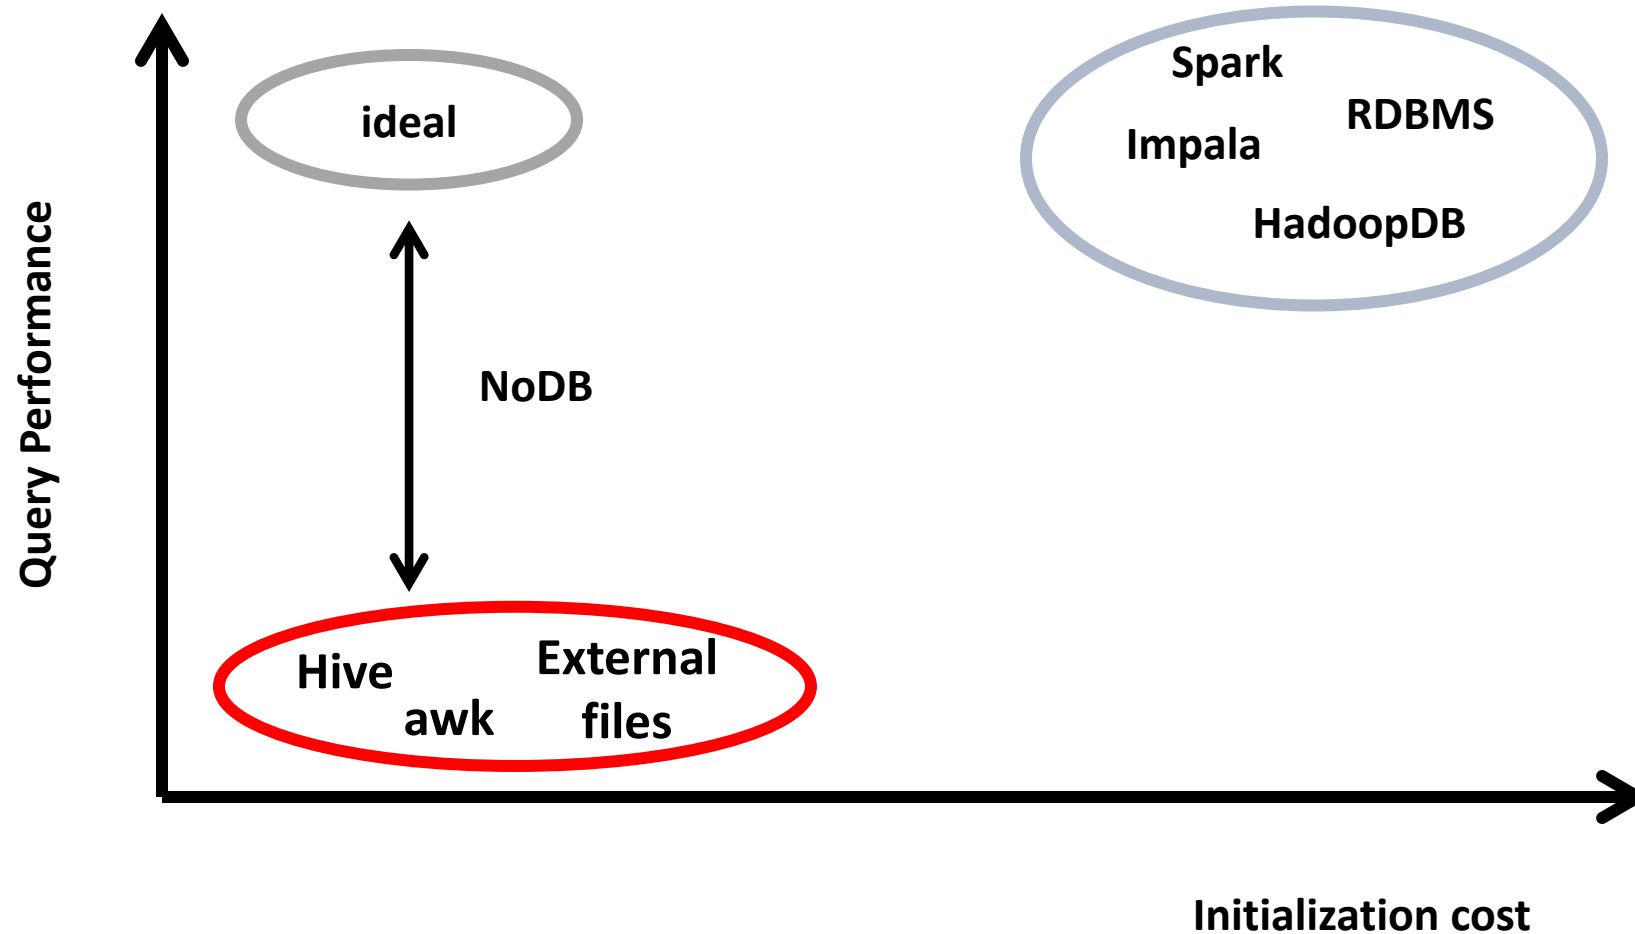 Spark
ideal
RDBMS
Impala
HadoopDB
Query Performance
NoDB
Hive
External
awk
files
Initialization cost